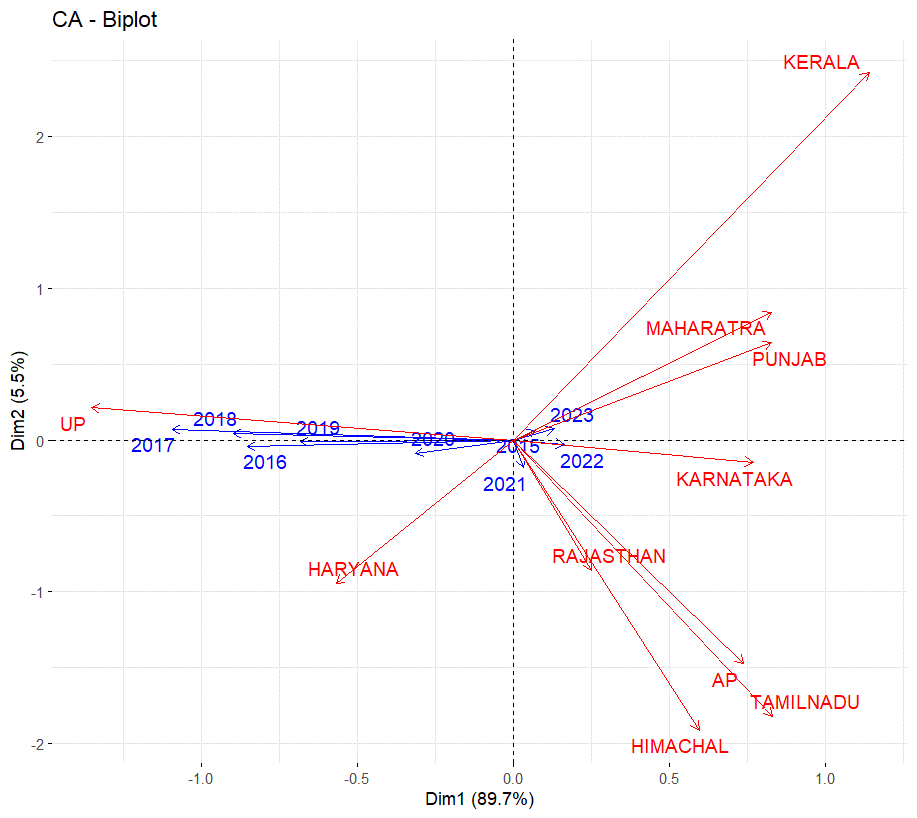 CA - Biplot
KERALA
2
1
MAHARATRA
PUNJAB
UP
2018
2019
2023
2017
2020
2015
0
2016
2022
2021
KARNATAKA
HARYANA
RAJASTHAN
-1
AP
TAMILNADU
HIMACHAL
-2
Dim2 (5.5%)
-1.0
-0.5
0.0
0.5
1.0
Dim1 (89.7%)